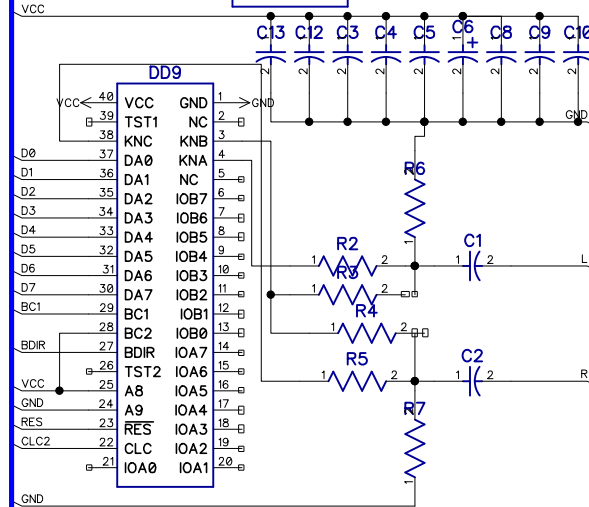 VCC
C13 C12 C3 C4 C5 C6 C8 C9 C10
+
2 2 2 2 2 2 2 2 2
DD9
VCC 40 VCC GND 1 GND
GND
39 TST1 NC 2
38 KNC KNB 3
D0 37 DA0 KNA 4
D1 36 DA1 NC 5
D2 35 DA2 IOB7 6
D3 34 DA3 IOB6 7
D4 33 DA4 IOB5 8
D5 32 DA5 IOB4 9
D6 31 DA6 IOB3 10
D7 30 DA7 IOB2 11
BC1 29 BC1 IOB1 12
28 BC2 IOB0 13
BDIR 27 BDIR IOA7 14
26 TST2 IOA6 15
VCC 25 A8 IOA5 16
GND 24 A9 IOA4 17
RES 23 RES IOA3 18
CLC2 22 CLC IOA2 19
21 IOA0 IOA1 20
GND
2
R6
1
R2
1 2
C1
1 2
L
R3
1 2
1
R4
1 2
2
R5
1 2
C2
1 2
R
R7
1